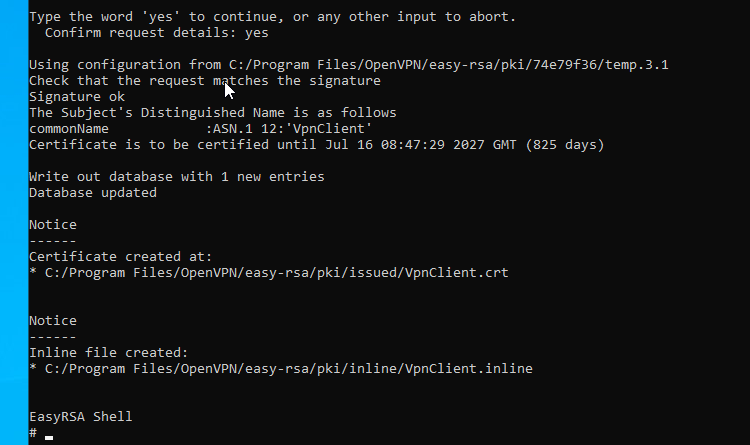 Type the word 'yes' to continue, or any other input to abort.
  Confirm request details: yes

Using configuration from C:/Program Files/OpenVPN/easy-rsa/pki/74e79f36/temp.3.1
Check that the request matches the signature
Signature ok
The Subject's Distinguished Name is as follows
commonName            :ASN.1 12:'VpnClient'
Certificate is to be certified until Jul 16 08:47:29 2027 GMT (825 days)

Write out database with 1 new entries
Database updated

Notice
------
Certificate created at:
* C:/Program Files/OpenVPN/easy-rsa/pki/issued/VpnClient.crt


Notice
------
Inline file created:
* C:/Program Files/OpenVPN/easy-rsa/pki/inline/VpnClient.inline


EasyRSA Shell
#